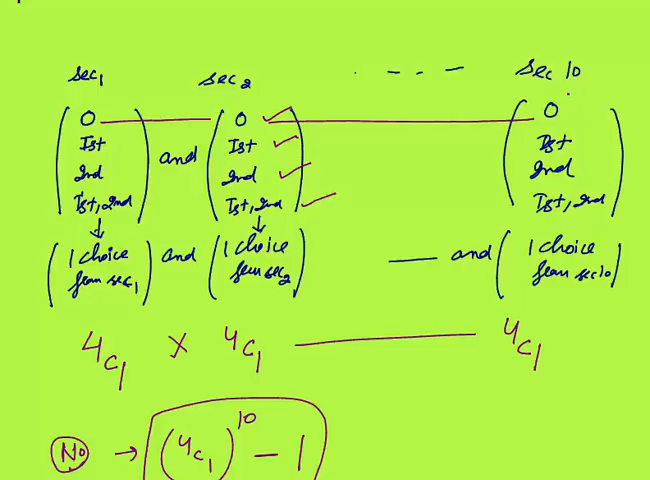 sec1 sec2 - - - sec 10
0 0 0
Ist and Ist Ist
2nd 2nd 2nd
Ist, 2nd Ist, 2nd Ist, 2nd
↓ ↓
(1 choice from sec1) and (1 choice from sec2) — and (1 choice from sec10)
4C1 × 4C1 — 4C1
No → (4C1)^10 - 1